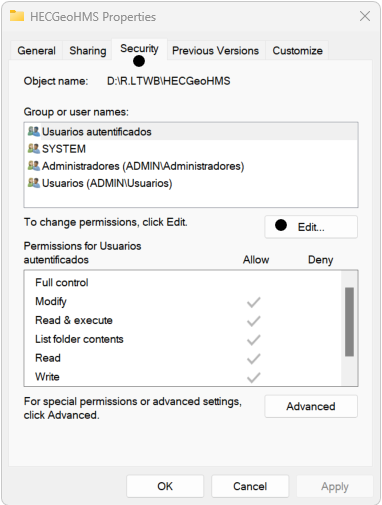 HECGeoHMS Properties
General Sharing Security Previous Versions Customize
Object name: D:\R.LTWB\HECGeoHMS
Group or user names:
Usuarios autentificados
SYSTEM
Administradores (ADMIN\Administradores)
Usuarios (ADMIN\Usuarios)
To change permissions, click Edit.
Edit...
Permissions for Usuarios
autentificados Allow Deny
Full control
Modify
Read & execute
List folder contents
Read
Write
For special permissions or advanced settings,
click Advanced.
Advanced
OK Cancel Apply